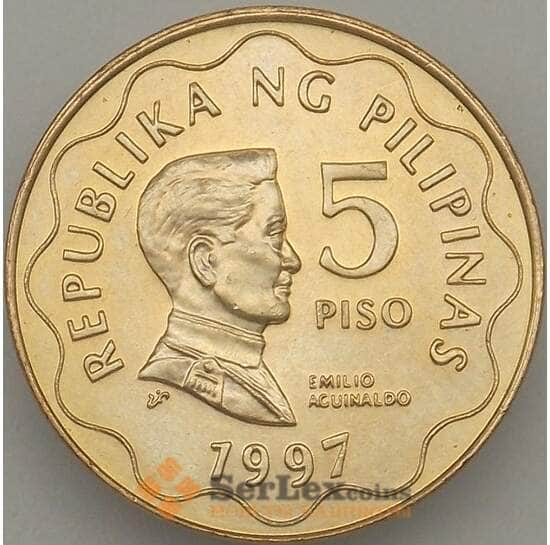 REPUBLIKA NG PILIPINAS
5
PISO
EMILIO
AGUINALDO
1997
SerLexcoins